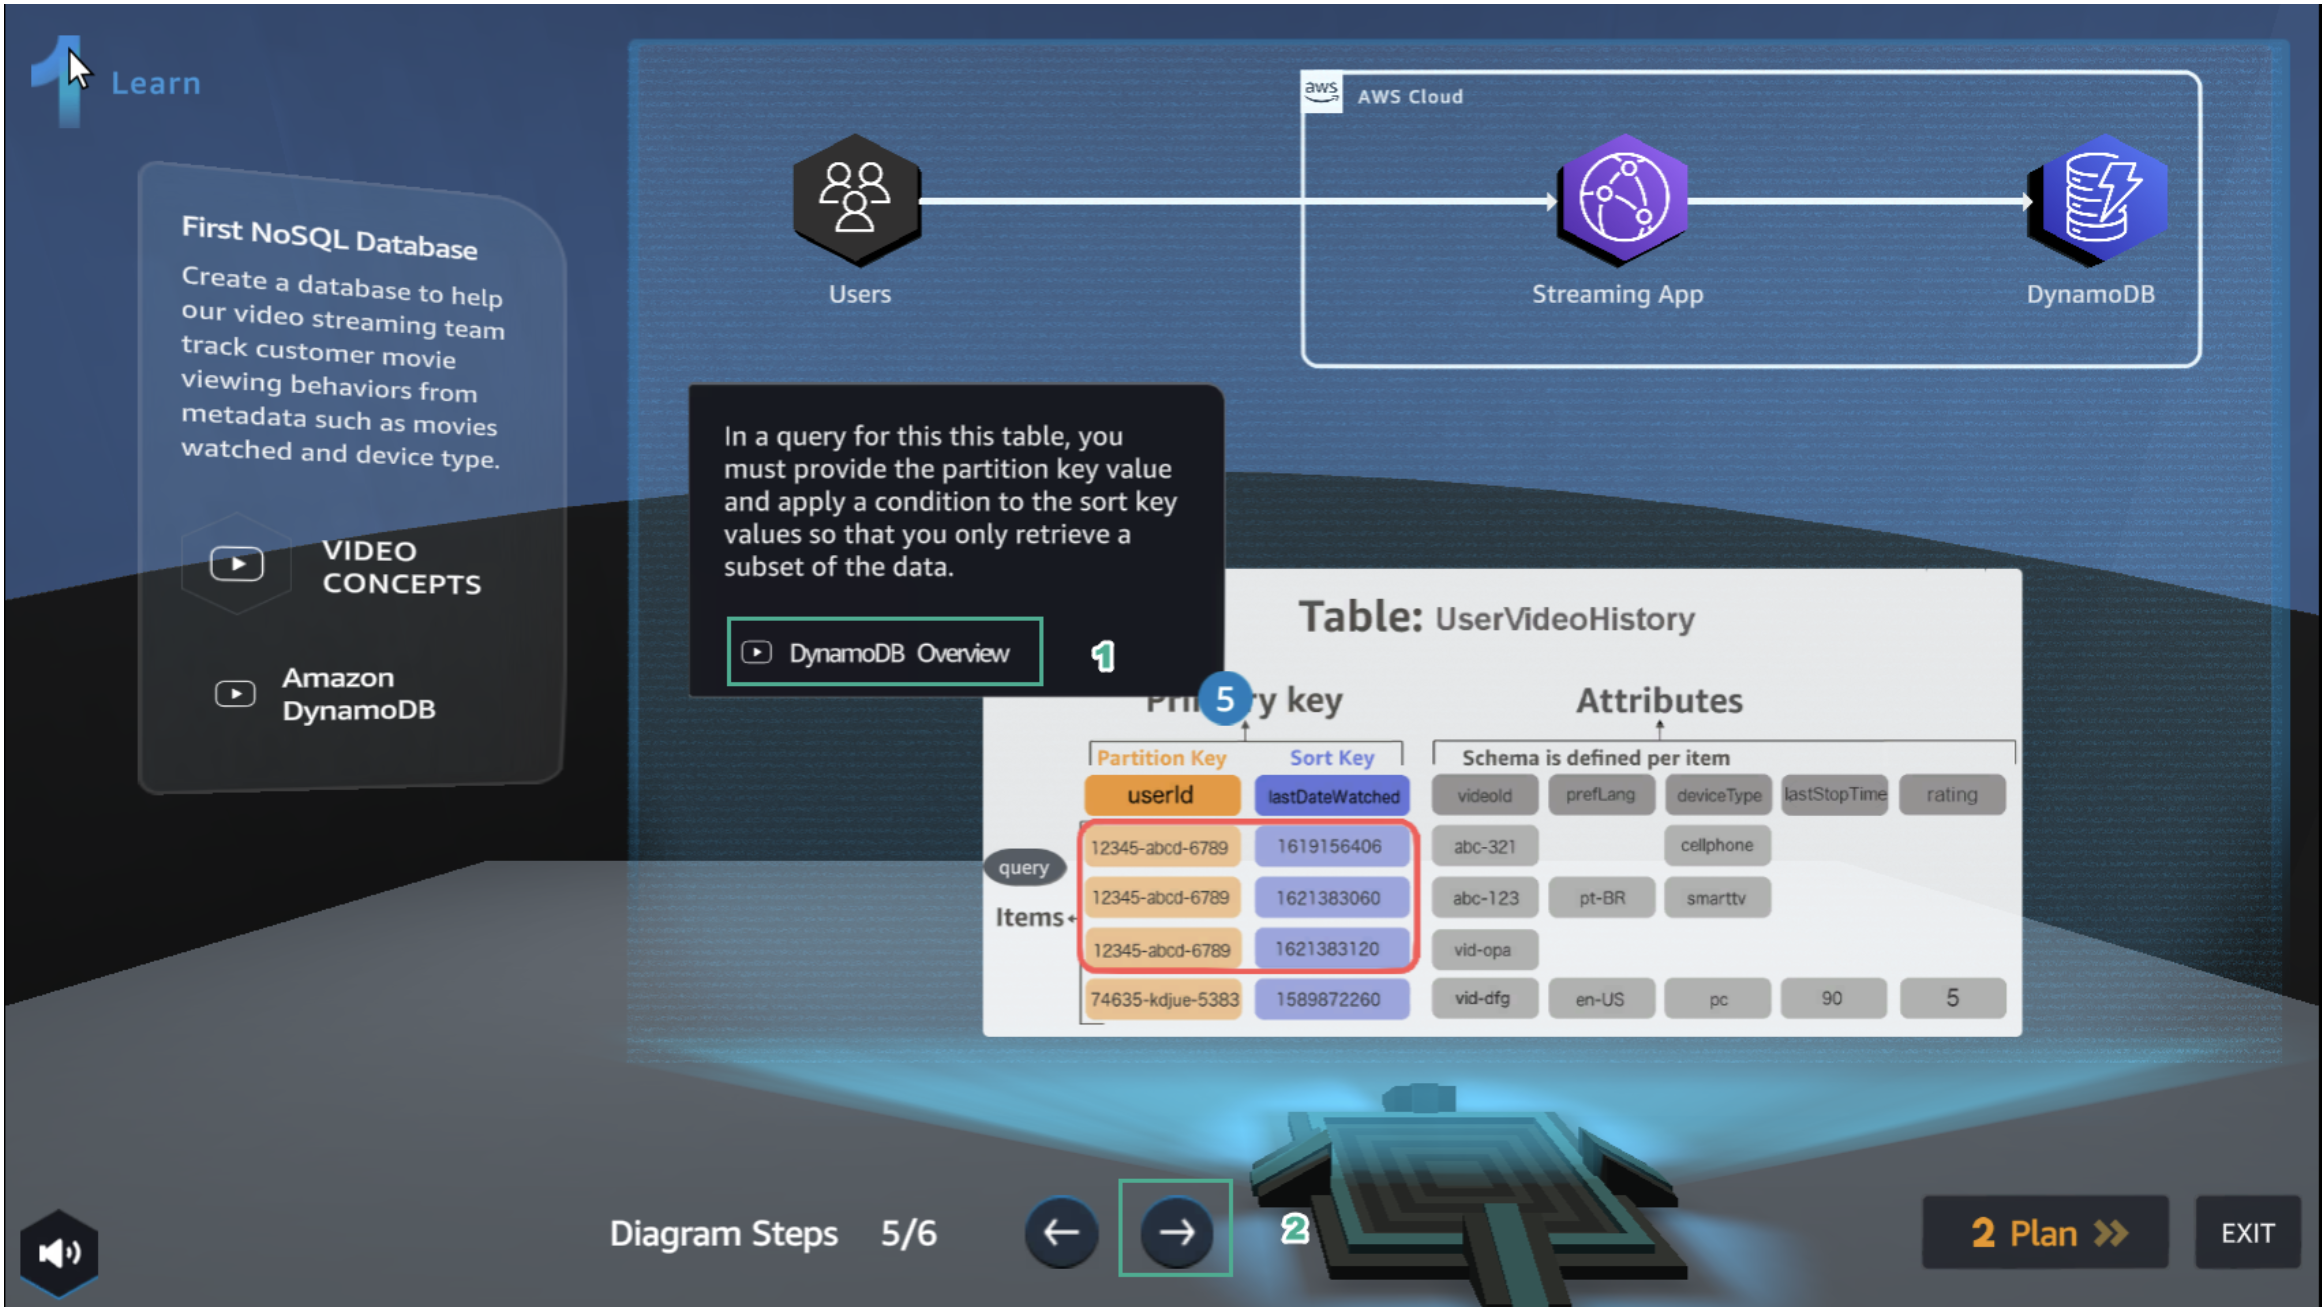 1 Learn
First NoSQL Database
Create a database to help
our video streaming team
track customer movie
viewing behaviors from
metadata such as movies
watched and device type.
VIDEO
CONCEPTS
Amazon
DynamoDB
aws AWS Cloud
Users
Streaming App
DynamoDB
In a query for this this table, you
must provide the partition key value
and apply a condition to the sort key
values so that you only retrieve a
subset of the data.
DynamoDB Overview
1
Table: UserVideoHistory
5
key
Attributes
Partition Key Sort Key Schema is defined per item
userId lastDateWatched videoId prefLang deviceType lastStopTime rating
12345-abcd-6789 1619156406 abc-321 cellphone
query
12345-abcd-6789 1621383060 abc-123 pt-BR smarttv
Items
12345-abcd-6789 1621383120 vid-opa
74635-kdjue-5383 1589872260 vid-dfg en-US pc 90 5
Diagram Steps 5/6
2
2 Plan
EXIT